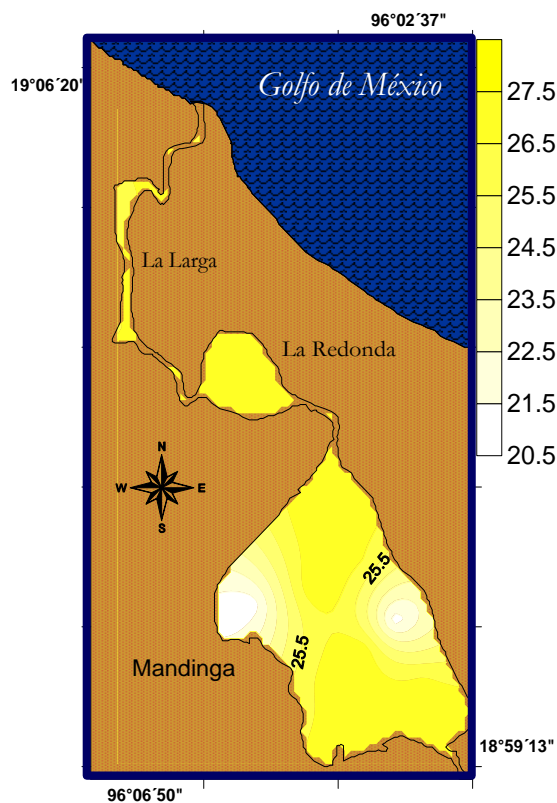 96°02´37"
19°06´20"
Golfo de México
27.5
26.5
25.5
24.5
23.5
22.5
21.5
20.5
La Larga
La Redonda
N
W E
S
25.5
25.5
Mandinga
18°59´13"
96°06´50"